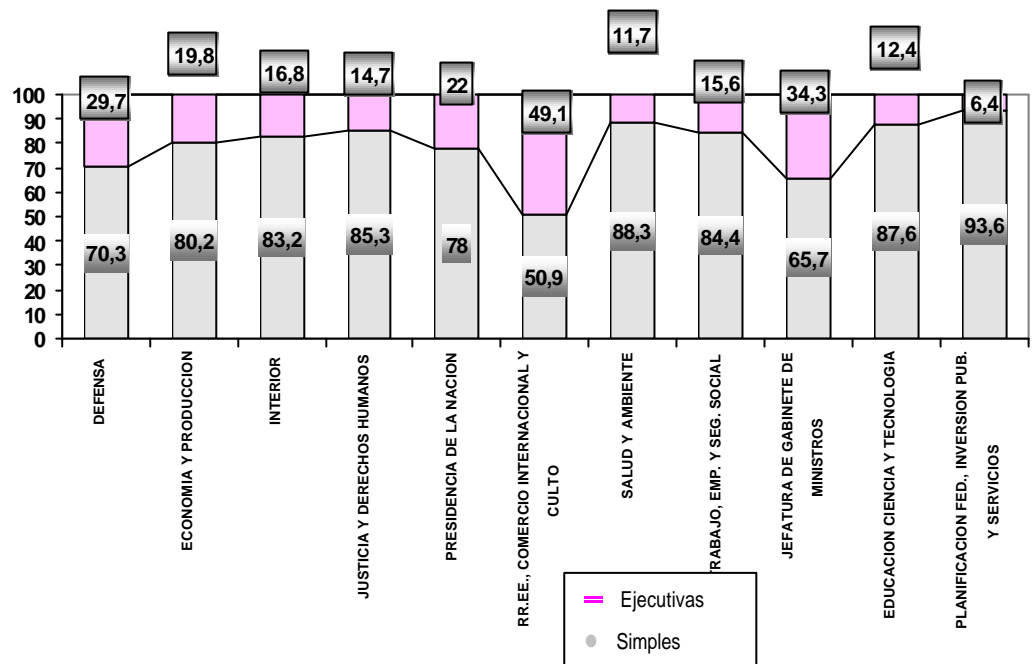 11,7
19,8
12,4
16,8
14,7
22
15,6
34,3
29,7
49,1
6,4
100
90
80
70
60
50
40
30
20
10
0
70,3
80,2
83,2
85,3
78
50,9
88,3
84,4
65,7
87,6
93,6
DEFENSA
ECONOMIA Y PRODUCCION
INTERIOR
JUSTICIA Y DERECHOS HUMANOS
PRESIDENCIA DE LA NACION
RR.EE., COMERCIO INTERNACIONAL Y
CULTO
SALUD Y AMBIENTE
TRABAJO, EMP. Y SEG. SOCIAL
JEFATURA DE GABINETE DE
MINISTROS
EDUCACION CIENCIA Y TECNOLOGIA
PLANIFICACION FED., INVERSION PUB.
Y SERVICIOS
Ejecutivas
Simples